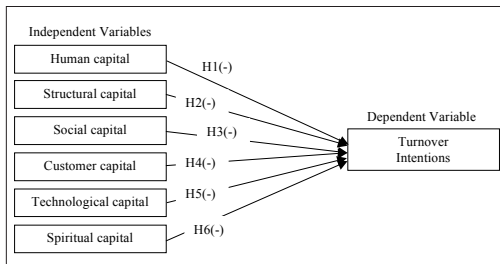 Independent Variables
Human capital
H1(-)
Structural capital
H2(-)
Social capital
H3(-)
Customer capital
H4(-)
Technological capital
H5(-)
Spiritual capital
H6(-)
Dependent Variable
Turnover
Intentions